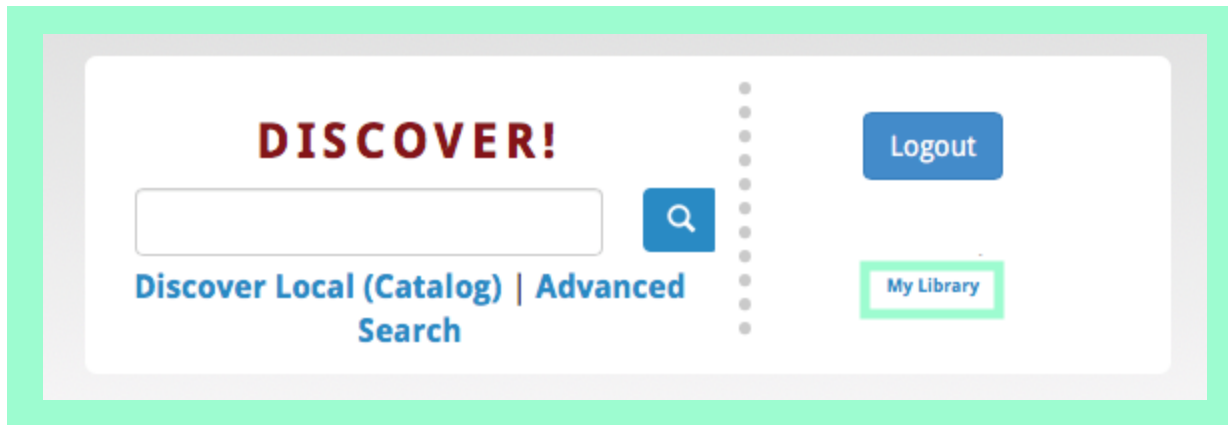 DISCOVER!
Discover Local (Catalog) | Advanced
Search
Logout
My Library